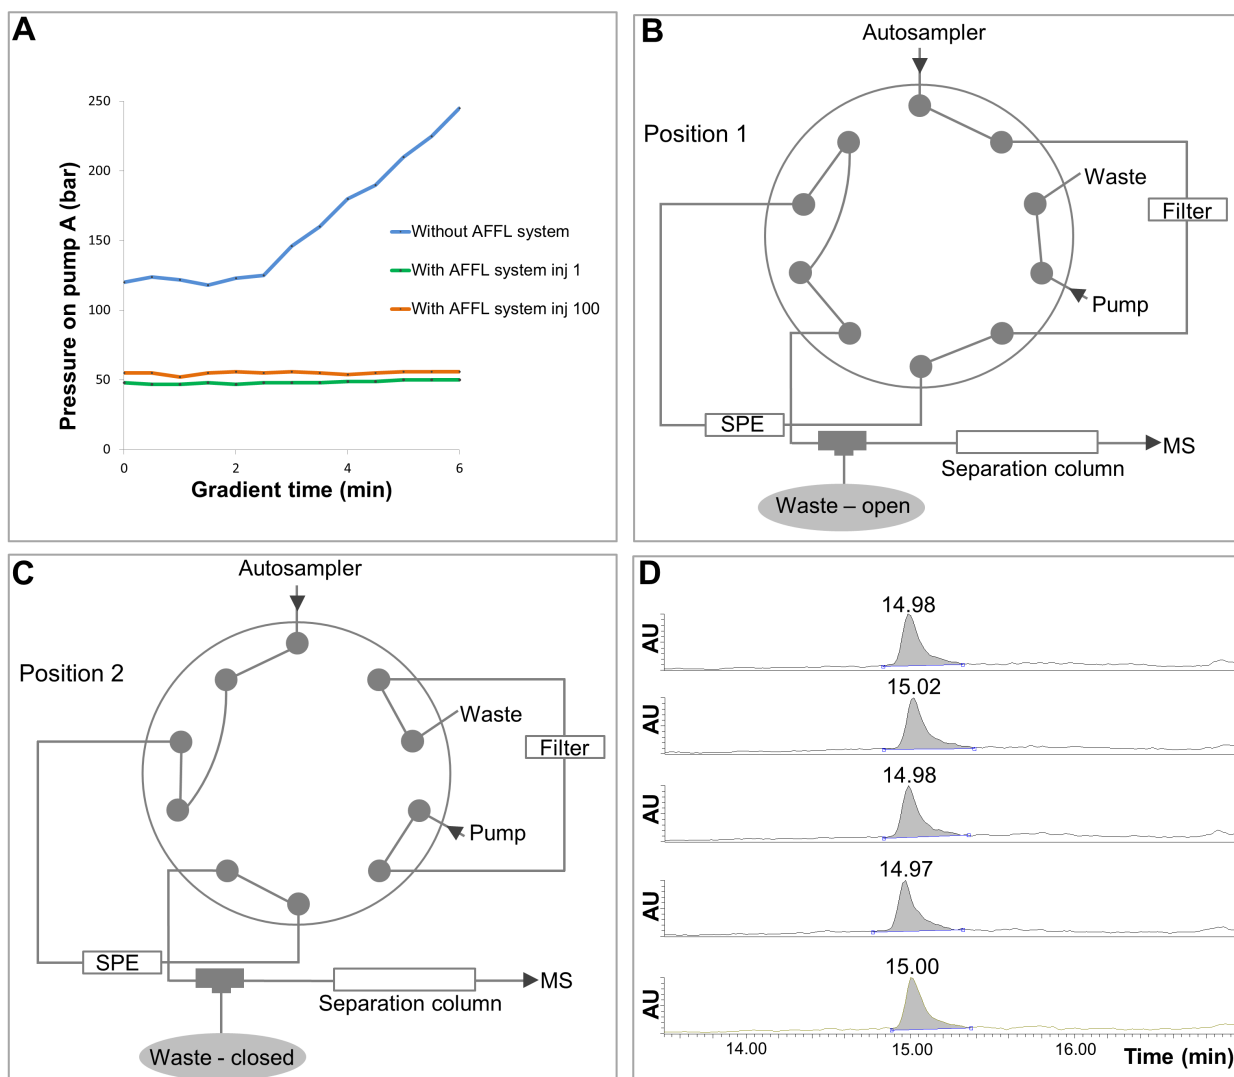 A
250
200
150
100
50
0
0
2
4
6
Pressure on pump A (bar)
Gradient time (min)
Without AFFL system
With AFFL system inj 1
With AFFL system inj 100
B
Autosampler
Position 1
Waste
Filter
Pump
SPE
MS
Separation column
Waste – open
C
Autosampler
Position 2
Waste
Filter
Pump
SPE
MS
Separation column
Waste - closed
D
14.98
AU
15.02
AU
14.98
AU
14.97
AU
15.00
AU
14.00
15.00
16.00
Time (min)